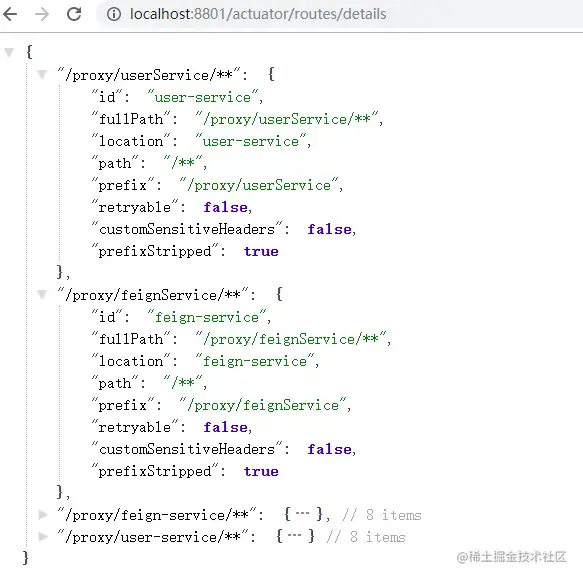 localhost:8801/actuator/routes/details
{
"/proxy/userService/**": {
"id": "user-service",
"fullPath": "/proxy/userService/**",
"location": "user-service",
"path": "/**",
"prefix": "/proxy/userService",
"retryable": false,
"customSensitiveHeaders": false,
"prefixStripped": true
},
"/proxy/feignService/**": {
"id": "feign-service",
"fullPath": "/proxy/feignService/**",
"location": "feign-service",
"path": "/**",
"prefix": "/proxy/feignService",
"retryable": false,
"customSensitiveHeaders": false,
"prefixStripped": true
},
"/proxy/feign-service/**": {⋯}, // 8 items
"/proxy/user-service/**": {⋯} // 8 items
}
@稀土掘金技术社区